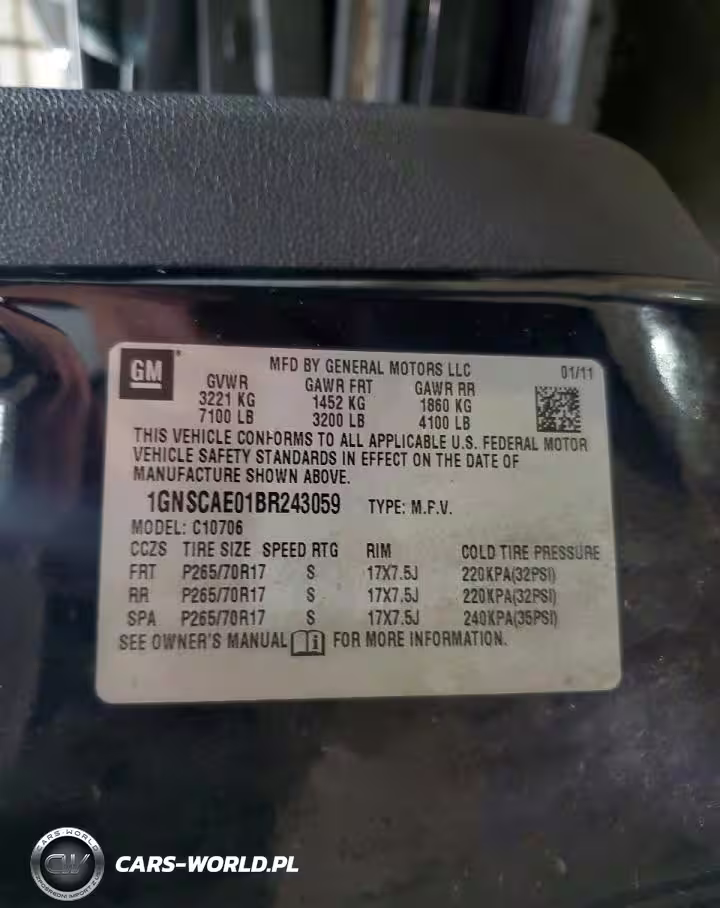 GM
MFD BY GENERAL MOTORS LLC 01/11
GVWR GAWR FRT GAWR RR
3221 KG 1452 KG 1860 KG
7100 LB 3200 LB 4100 LB
THIS VEHICLE CONFORMS TO ALL APPLICABLE U.S. FEDERAL MOTOR
VEHICLE SAFETY STANDARDS IN EFFECT ON THE DATE OF
MANUFACTURE SHOWN ABOVE.
1GNSCAE01BR243059 TYPE: M.F.V.
MODEL: C10706
CCZS TIRE SIZE SPEED RTG RIM COLD TIRE PRESSURE
FRT P265/70R17 S 17X7.5J 220KPA(32PSI)
RR P265/70R17 S 17X7.5J 220KPA(32PSI)
SPA P265/70R17 S 17X7.5J 240KPA(35PSI)
SEE OWNER'S MANUAL FOR MORE INFORMATION.
CARS-WORLD
CW
CARS-WORLD.PL